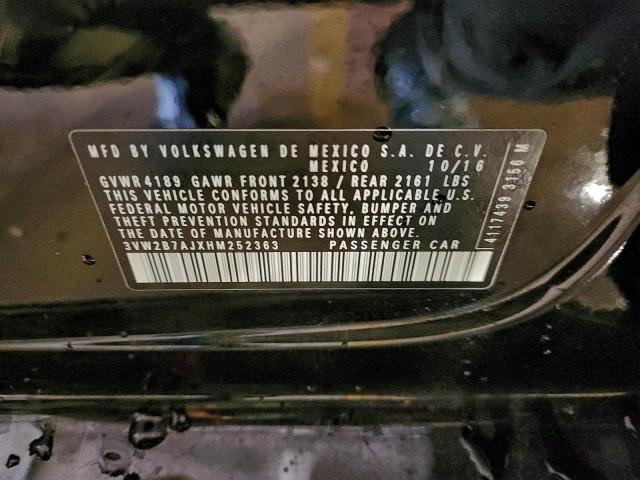 MFD BY VOLKSWAGEN DE MEXICO S.A. DE C.V.
MEXICO 10/16
GVWR 4189 GAWR FRONT 2138 / REAR 2161 LBS
THIS VEHICLE CONFORMS TO ALL APPLICABLE U.S.
FEDERAL MOTOR VEHICLE SAFETY, BUMPER AND
THEFT PREVENTION STANDARDS IN EFFECT ON
THE DATE OF MANUFACTURE SHOWN ABOVE.
3VW2B7AJXHM252363 PASSENGER CAR
4117439 3156 M